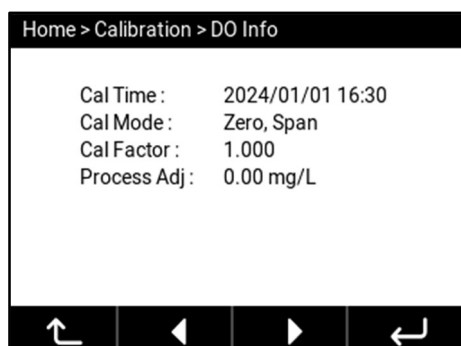 Home > Calibration > DO Info
Cal Time : 2024/01/01 16:30
Cal Mode : Zero, Span
Cal Factor : 1.000
Process Adj : 0.00 mg/L